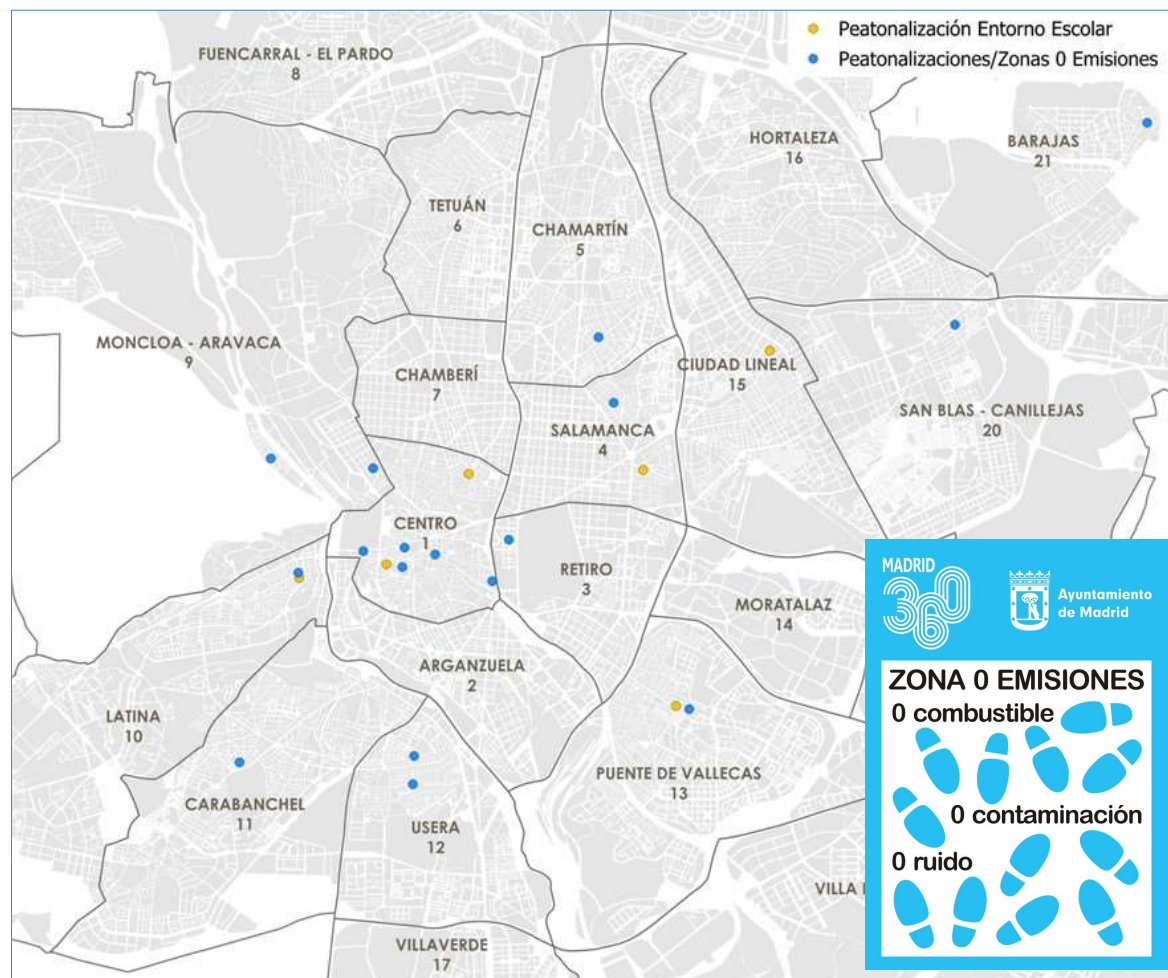 Peatonalización Entorno Escolar
Peatonalizaciones/Zonas 0 Emisiones
FUENCARRAL - EL PARDO
8
HORTALEZA
16
BARAJAS
21
TETUÁN
6
CHAMARTÍN
5
MONCLOA - ARAVACA
9
CHAMBERÍ
7
CIUDAD LINEAL
15
SALAMANCA
4
SAN BLAS - CANILLEJAS
20
CENTRO
1
RETIRO
3
MORATALAZ
14
ARGANZUELA
2
LATINA
10
PUENTE DE VALLECAS
13
CARABANCHEL
11
USERA
12
VILLA
VILLAVERDE
17
MADRID
360
Ayuntamiento
de Madrid
ZONA 0 EMISIONES
0 combustible
0 contaminación
0 ruido